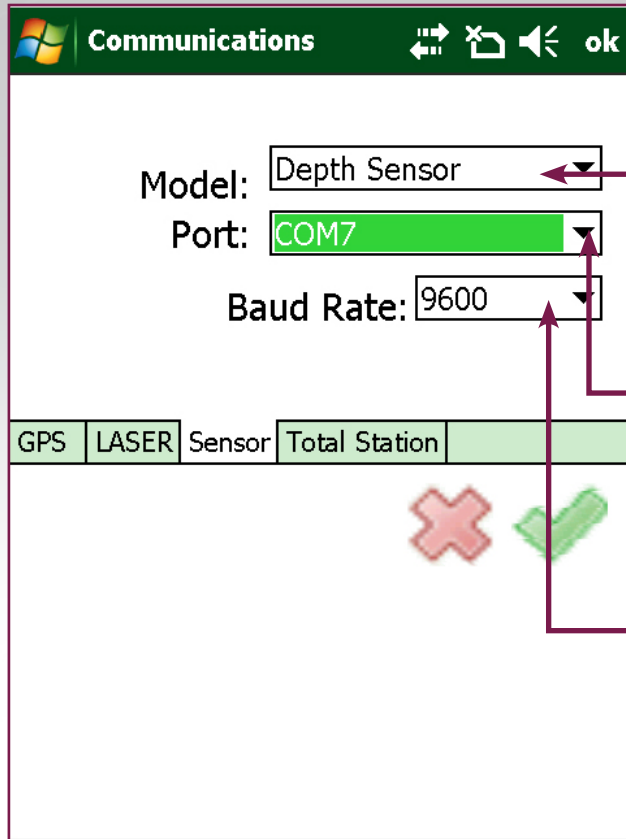 Communications ok
Model: Depth Sensor
Port: COM7
Baud Rate: 9600
GPS LASER Sensor Total Station